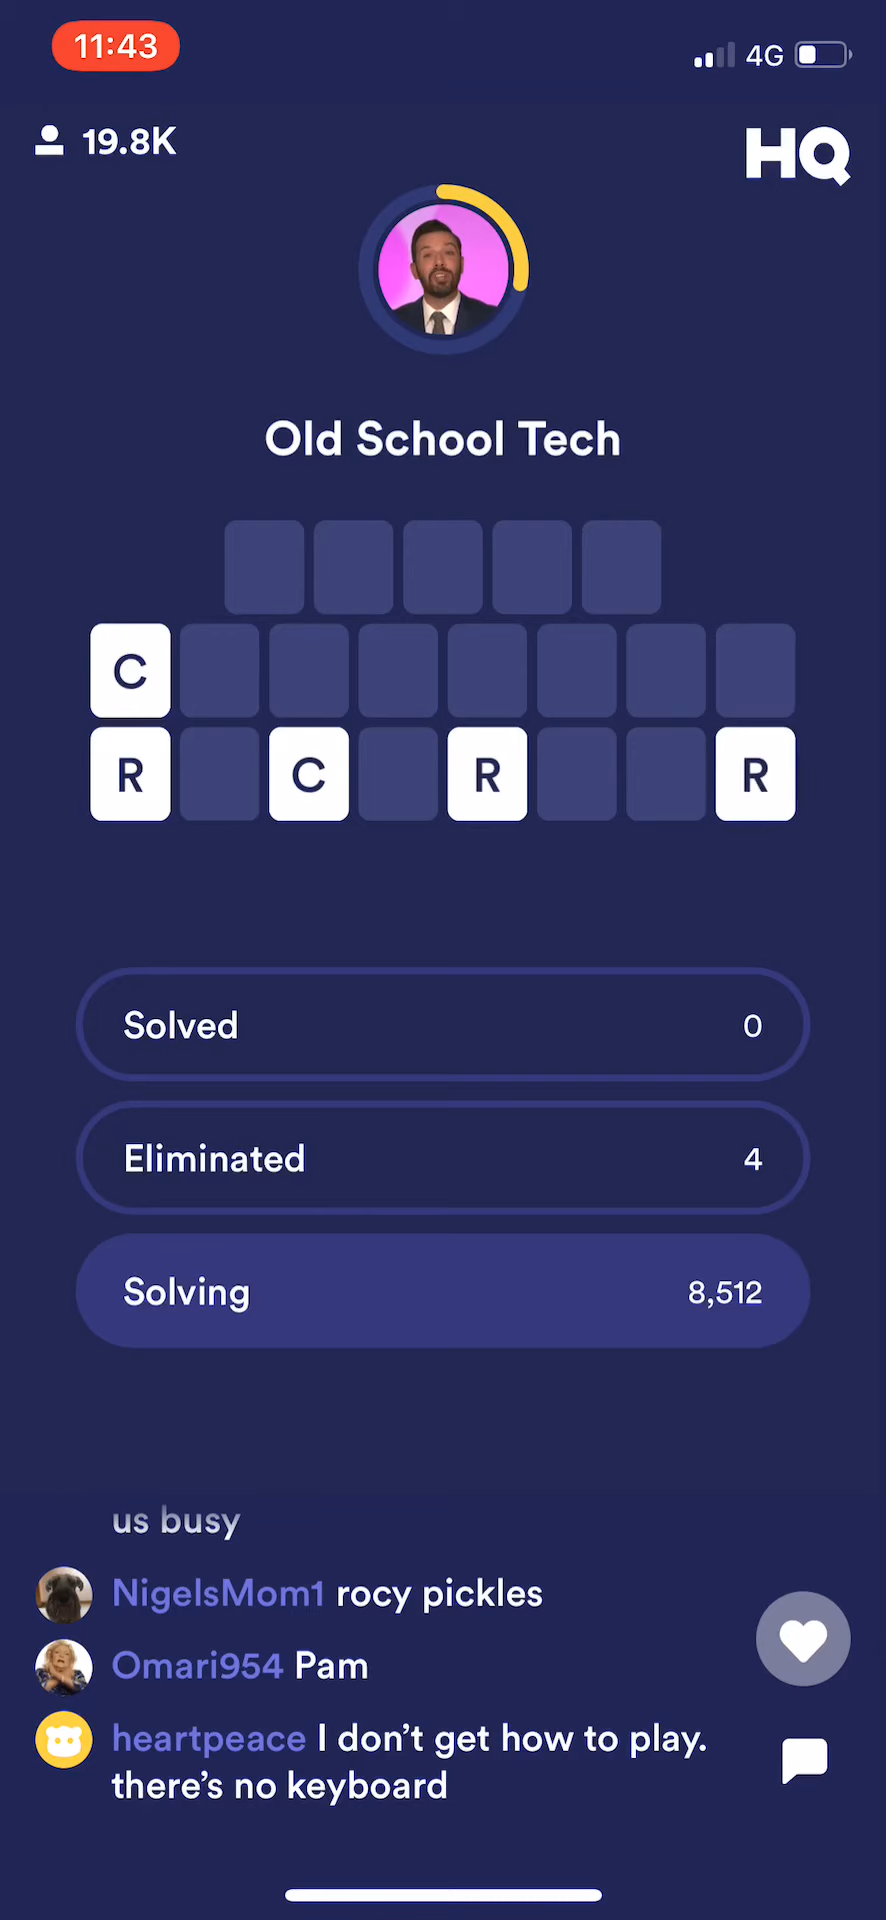 11:43
4G
19.8K
HQ
Old School Tech
C
R C R R
Solved 0
Eliminated 4
Solving 8,512
us busy
NigelsMom1 rocy pickles
Omari954 Pam
heartpeace I don’t get how to play.
there’s no keyboard